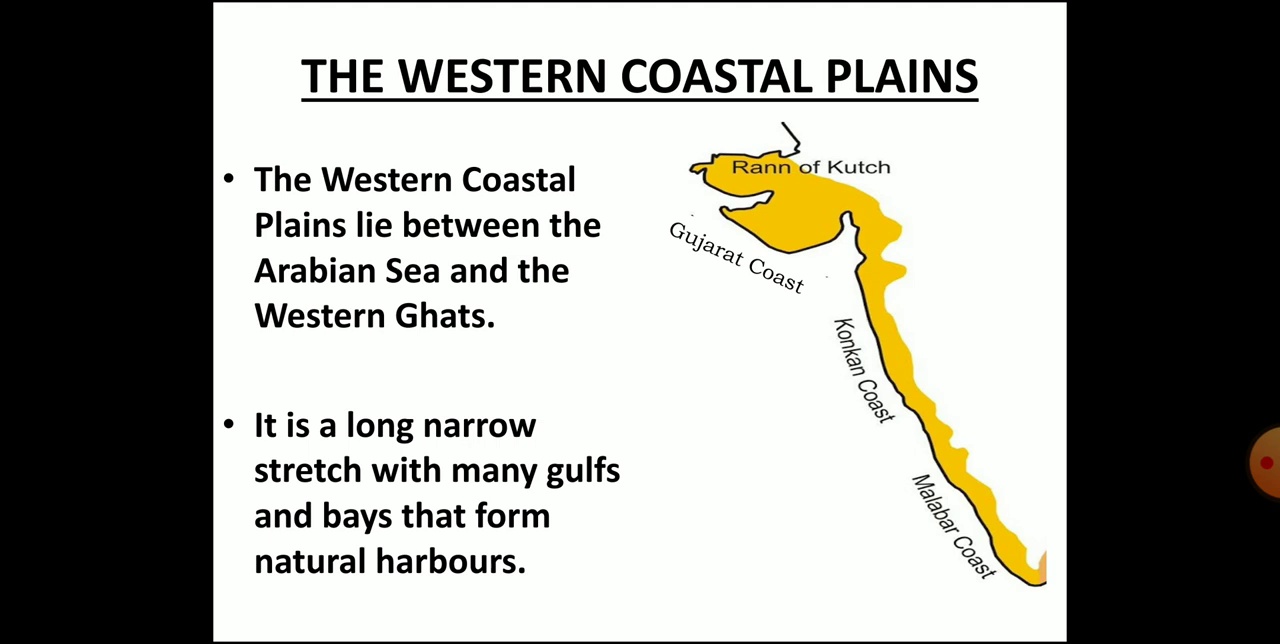 THE WESTERN COASTAL PLAINS
• The Western Coastal
Plains lie between the
Arabian Sea and the
Western Ghats.
• It is a long narrow
stretch with many gulfs
and bays that form
natural harbours.
Rann of Kutch
Gujarat Coast
Konkan Coast
Malabar Coast